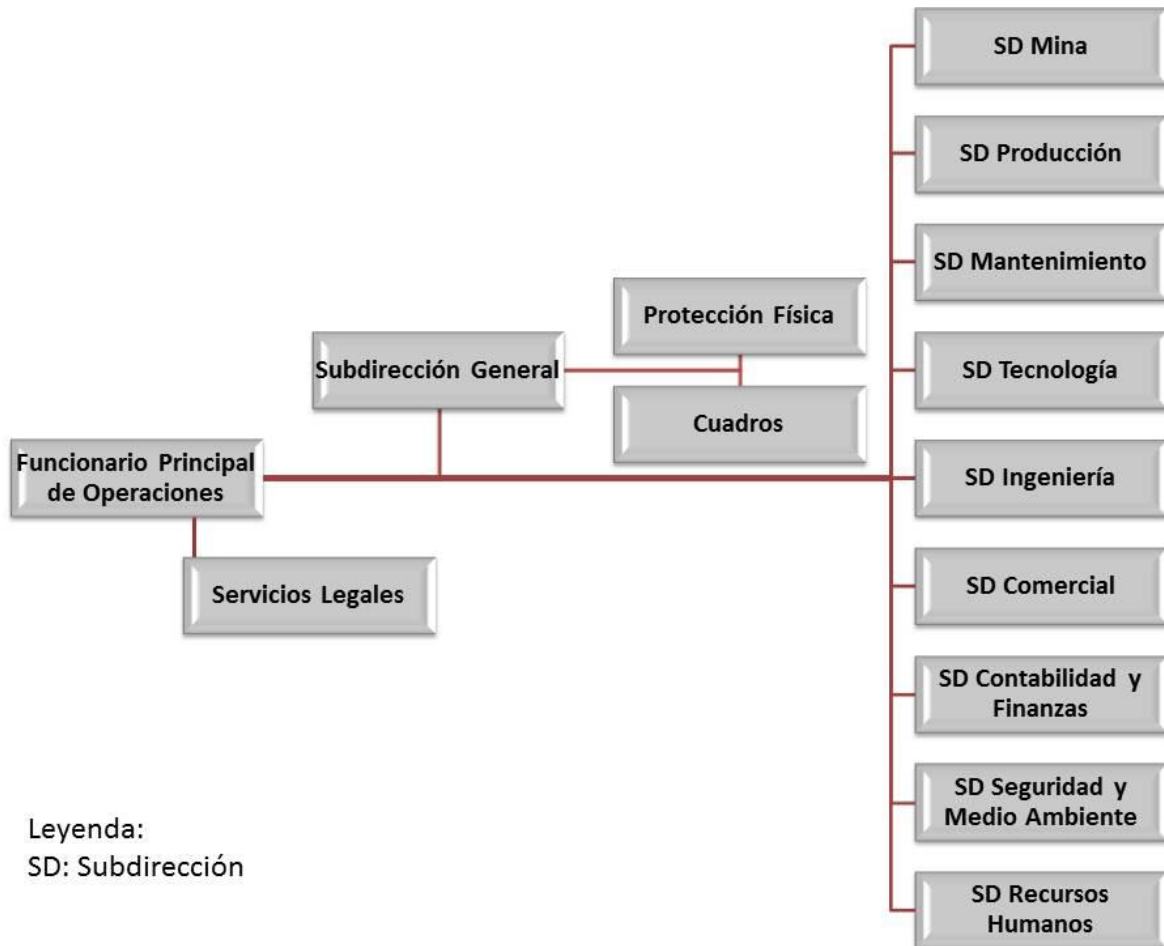 SD Mina
SD Producción
SD Mantenimiento
Protección Física
Subdirección General
SD Tecnología
Cuadros
Funcionario Principal
de Operaciones
SD Ingeniería
Servicios Legales
SD Comercial
SD Contabilidad y
Finanzas
SD Seguridad y
Medio Ambiente
Leyenda:
SD: Subdirección
SD Recursos
Humanos